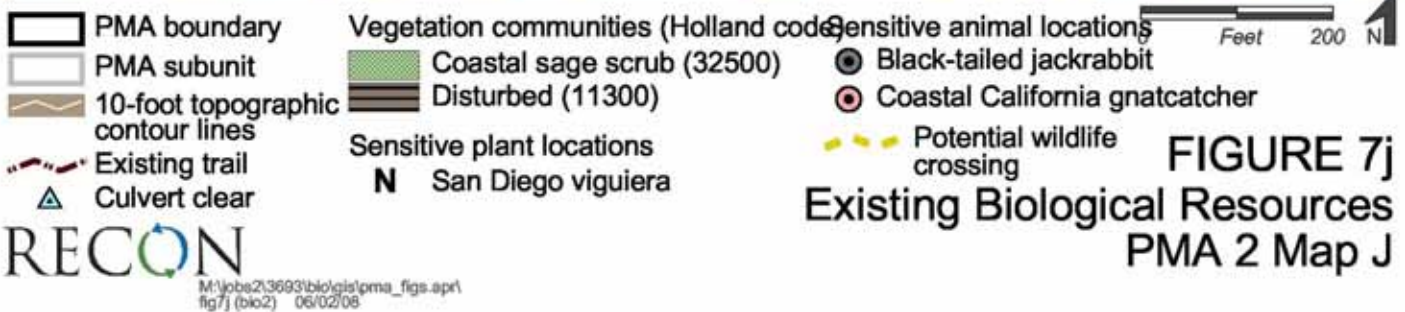 PMA boundary
PMA subunit
10-foot topographic
contour lines
Existing trail
Culvert clear
Vegetation communities (Holland code)
Coastal sage scrub (32500)
Disturbed (11300)
Sensitive plant locations
N San Diego viguiera
Sensitive animal locations
Black-tailed jackrabbit
Coastal California gnatcatcher
Potential wildlife
crossing
Feet 200 N
FIGURE 7j
Existing Biological Resources
PMA 2 Map J
RECON
M:\jobs2\3693\bio\gis\pma_figs.apr\
fig7j (bio2) 06/02/08